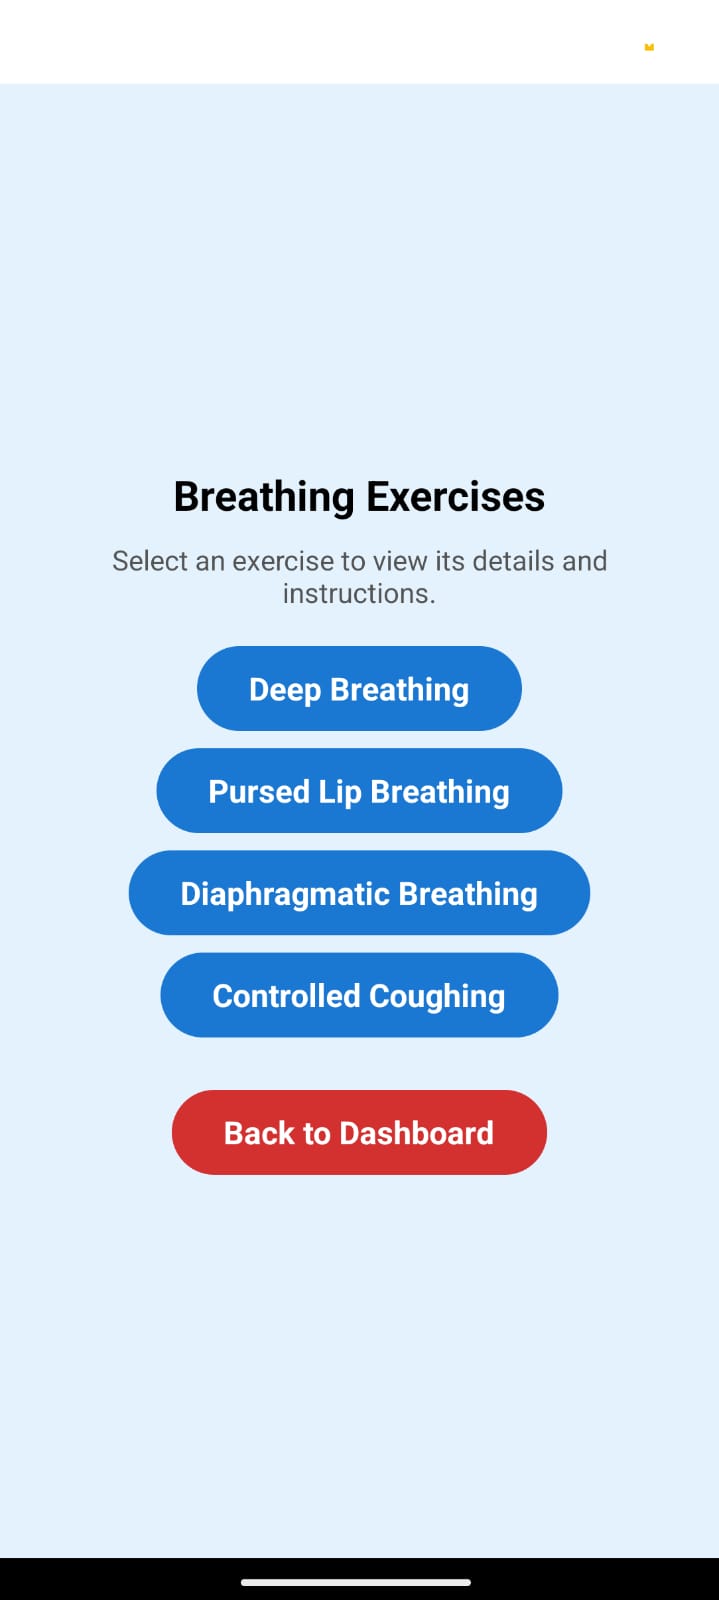 Breathing Exercises
Select an exercise to view its details and
instructions.
Deep Breathing
Pursed Lip Breathing
Diaphragmatic Breathing
Controlled Coughing
Back to Dashboard